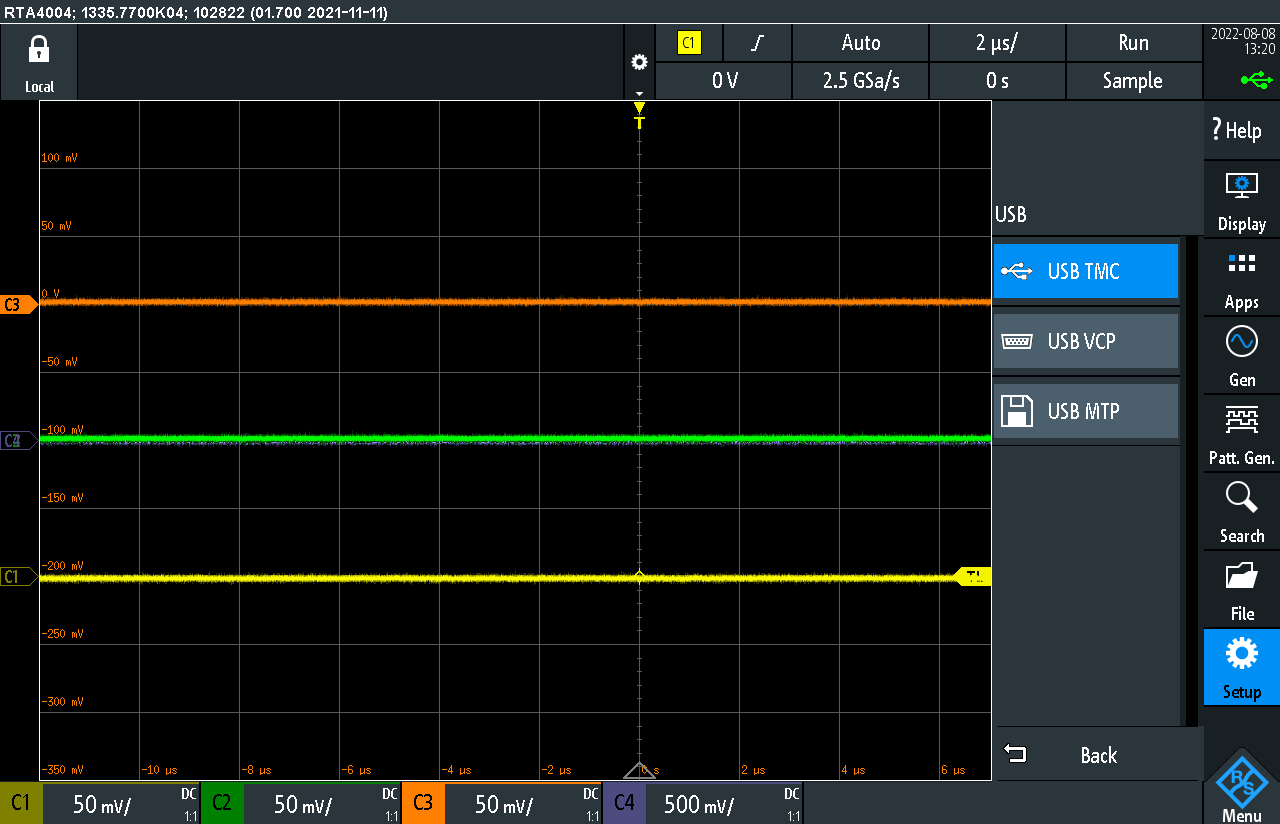 RTA4004; 1335.7700K04; 102822 (01.700 2021-11-11)
Local
C1
Auto
2 µs/
Run
2022-08-08
13:20
0 V
2.5 GSa/s
0 s
Sample
T
100 mV
50 mV
C3
0 V
-50 mV
-100 mV
-150 mV
C1
-200 mV
-250 mV
-300 mV
-350 mV
-10 µs
-8 µs
-6 µs
-4 µs
-2 µs
0 s
2 µs
4 µs
6 µs
USB
USB TMC
USB VCP
USB MTP
Back
? Help
Display
Apps
Gen
Patt. Gen.
Search
File
Setup
R&S
Menu
C1
50 mV/
DC
1:1
C2
50 mV/
DC
1:1
C3
50 mV/
DC
1:1
C4
500 mV/
DC
1:1